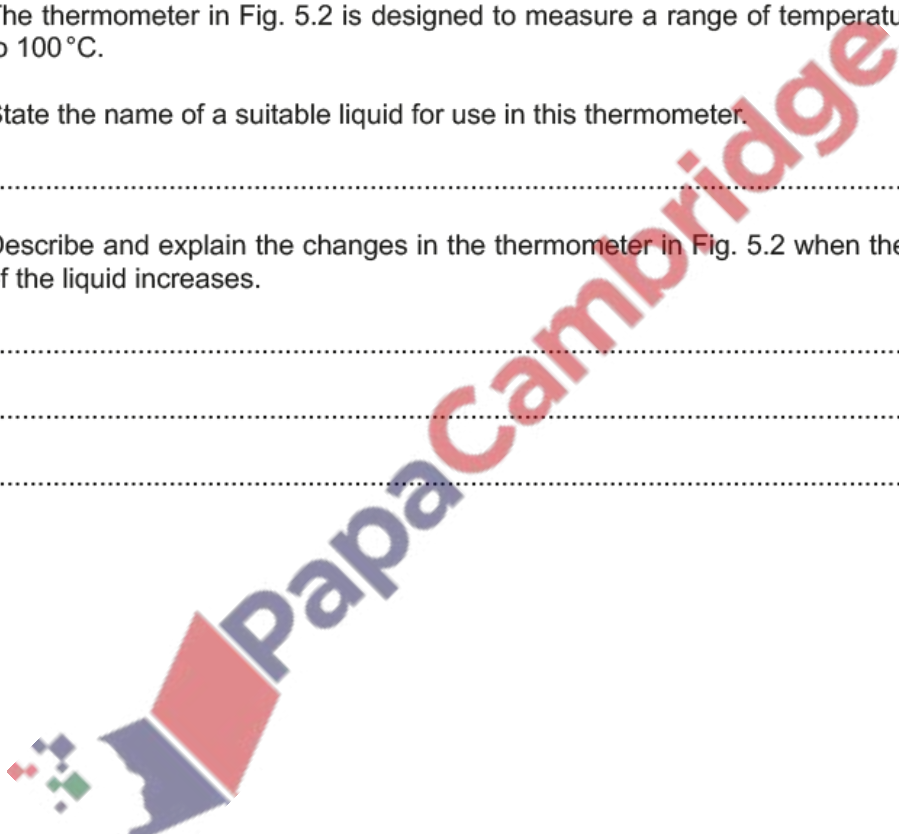 The thermometer in Fig. 5.2 is designed to measure a range of temperatu
o 100 °C.
State the name of a suitable liquid for use in this thermometer.
Describe and explain the changes in the thermometer in Fig. 5.2 when the
f the liquid increases.
PapaCambridge